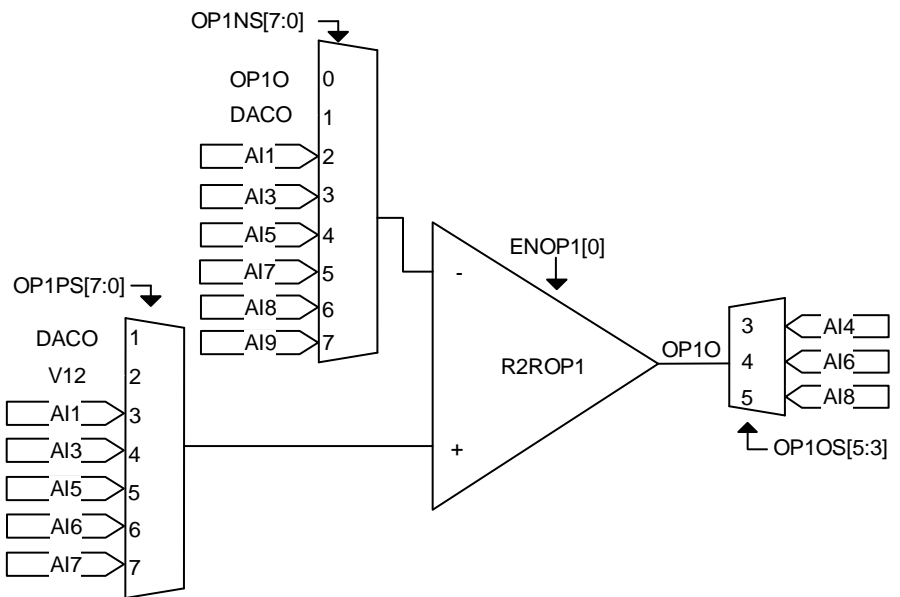 OP1NS[7:0]
OP1O 0
DACO 1
AI1 2
AI3 3
AI5 4
AI7 5
AI8 6
AI9 7
OP1PS[7:0]
DACO 1
V12 2
AI1 3
AI3 4
AI5 5
AI6 6
AI7 7
ENOP1[0]
-
R2ROP1
+
OP1O
3 AI4
4 AI6
5 AI8
OP1OS[5:3]